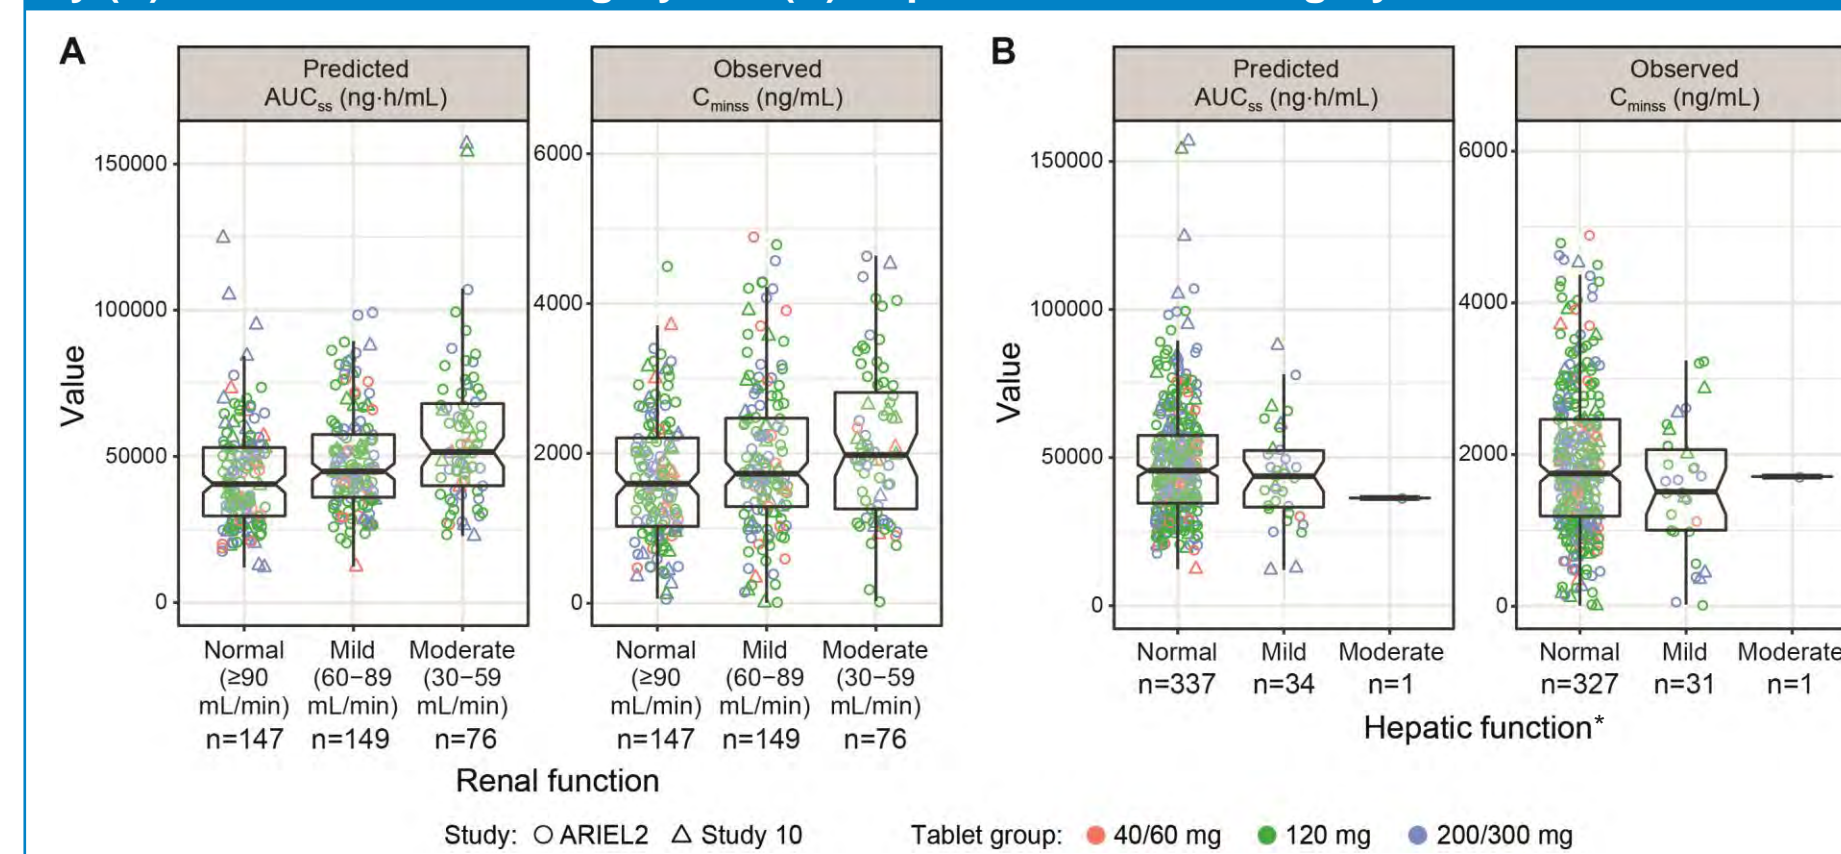 A
Predicted
AUCss (ng·h/mL)
Observed
Cminss (ng/mL)
B
Predicted
AUCss (ng·h/mL)
Observed
Cminss (ng/mL)
Value
150000
100000
50000
0
6000
4000
2000
0
Value
150000
100000
50000
0
6000
4000
2000
0
Normal
(≥90
mL/min)
n=147
Mild
(60–89
mL/min)
n=149
Moderate
(30–59
mL/min)
n=76
Normal
(≥90
mL/min)
n=147
Mild
(60–89
mL/min)
n=149
Moderate
(30–59
mL/min)
n=76
Renal function
Normal
n=337
Mild
n=34
Moderate
n=1
Normal
n=327
Mild
n=31
Moderate
n=1
Hepatic function*
Study: ARIEL2 Study 10
Tablet group: 40/60 mg 120 mg 200/300 mg